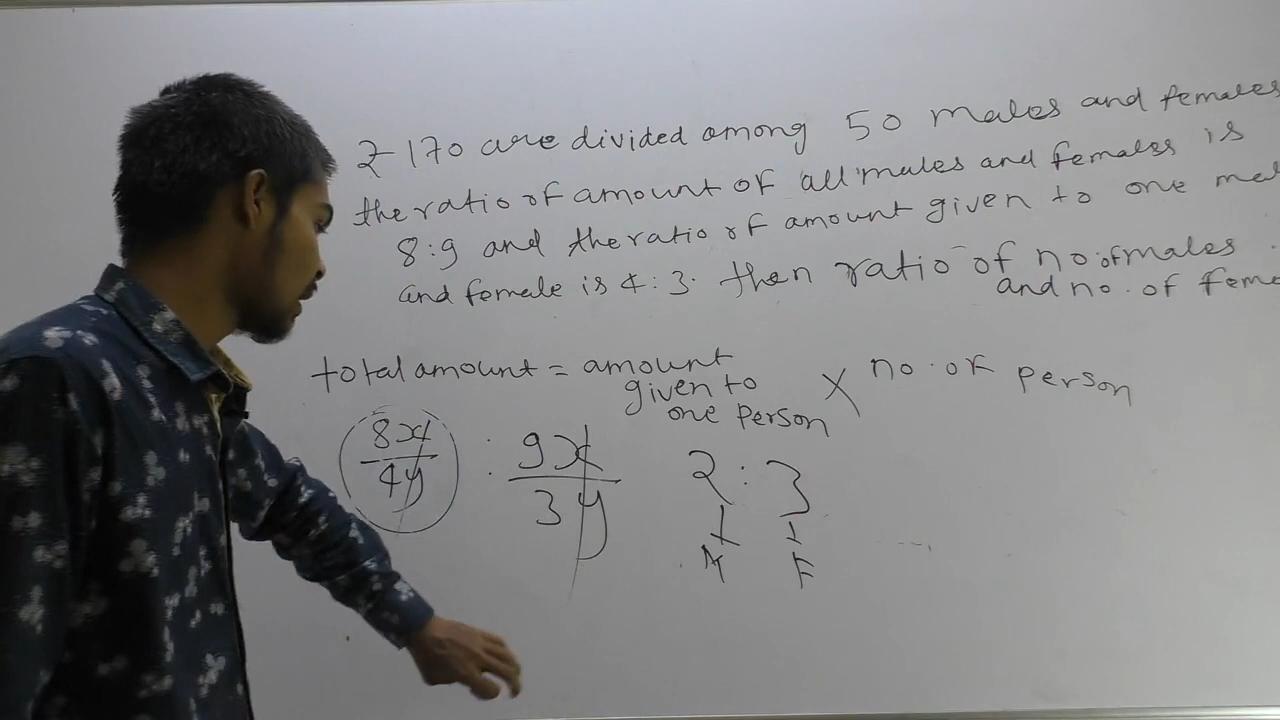 ₹ 170 are divided among 50 males and females
the ratio of amount of all males and females is
8:9 and the ratio of amount given to one mal
and female is 4:3. then ratio of no. of males
and no. of feme
total amount = amount given to one person × no. of person
8x/4y : 9x/3y 2 : 3
M F